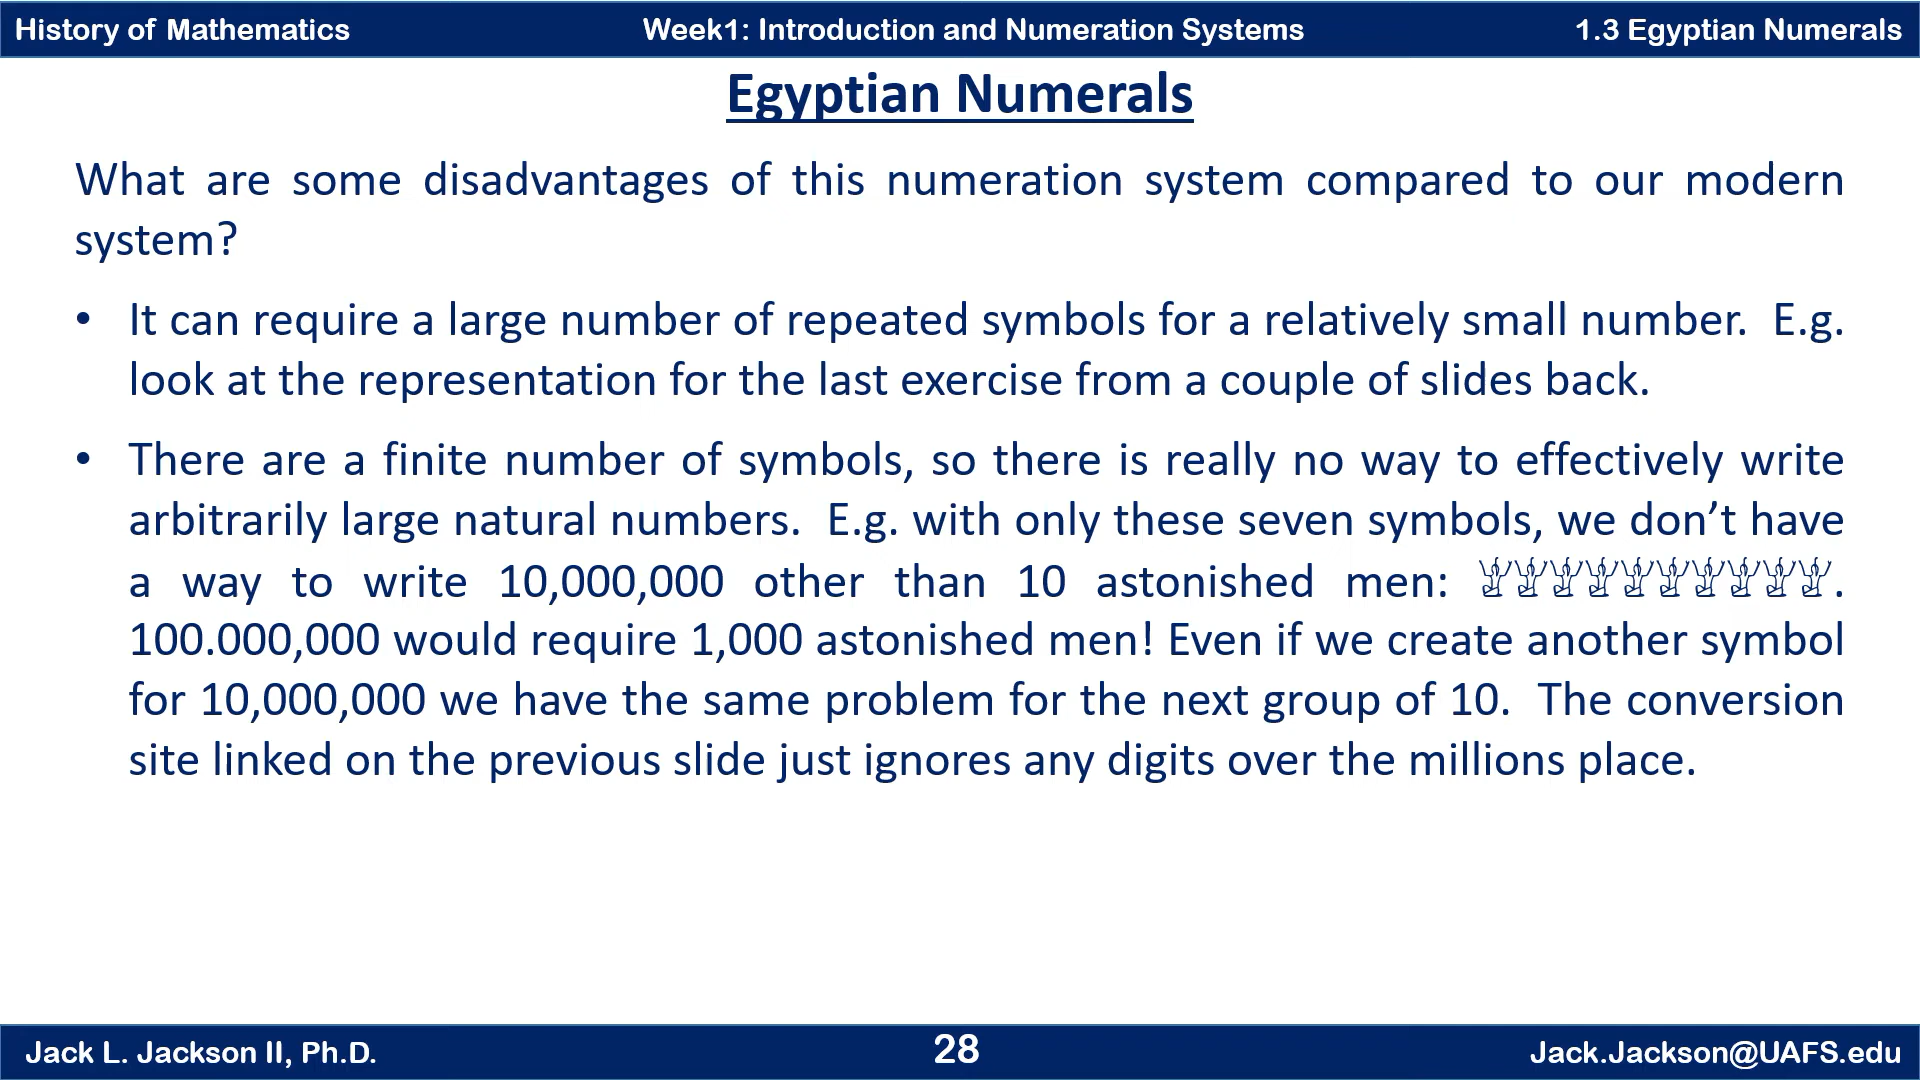 History of Mathematics Week1: Introduction and Numeration Systems 1.3 Egyptian Numerals
Egyptian Numerals
What are some disadvantages of this numeration system compared to our modern
system?
• It can require a large number of repeated symbols for a relatively small number. E.g.
look at the representation for the last exercise from a couple of slides back.
• There are a finite number of symbols, so there is really no way to effectively write
arbitrarily large natural numbers. E.g. with only these seven symbols, we don’t have
a way to write 10,000,000 other than 10 astonished men: 𓁨𓁨𓁨𓁨𓁨𓁨𓁨𓁨𓁨𓁨.
100.000,000 would require 1,000 astonished men! Even if we create another symbol
for 10,000,000 we have the same problem for the next group of 10. The conversion
site linked on the previous slide just ignores any digits over the millions place.
Jack L. Jackson II, Ph.D. 28 Jack.Jackson@UAFS.edu